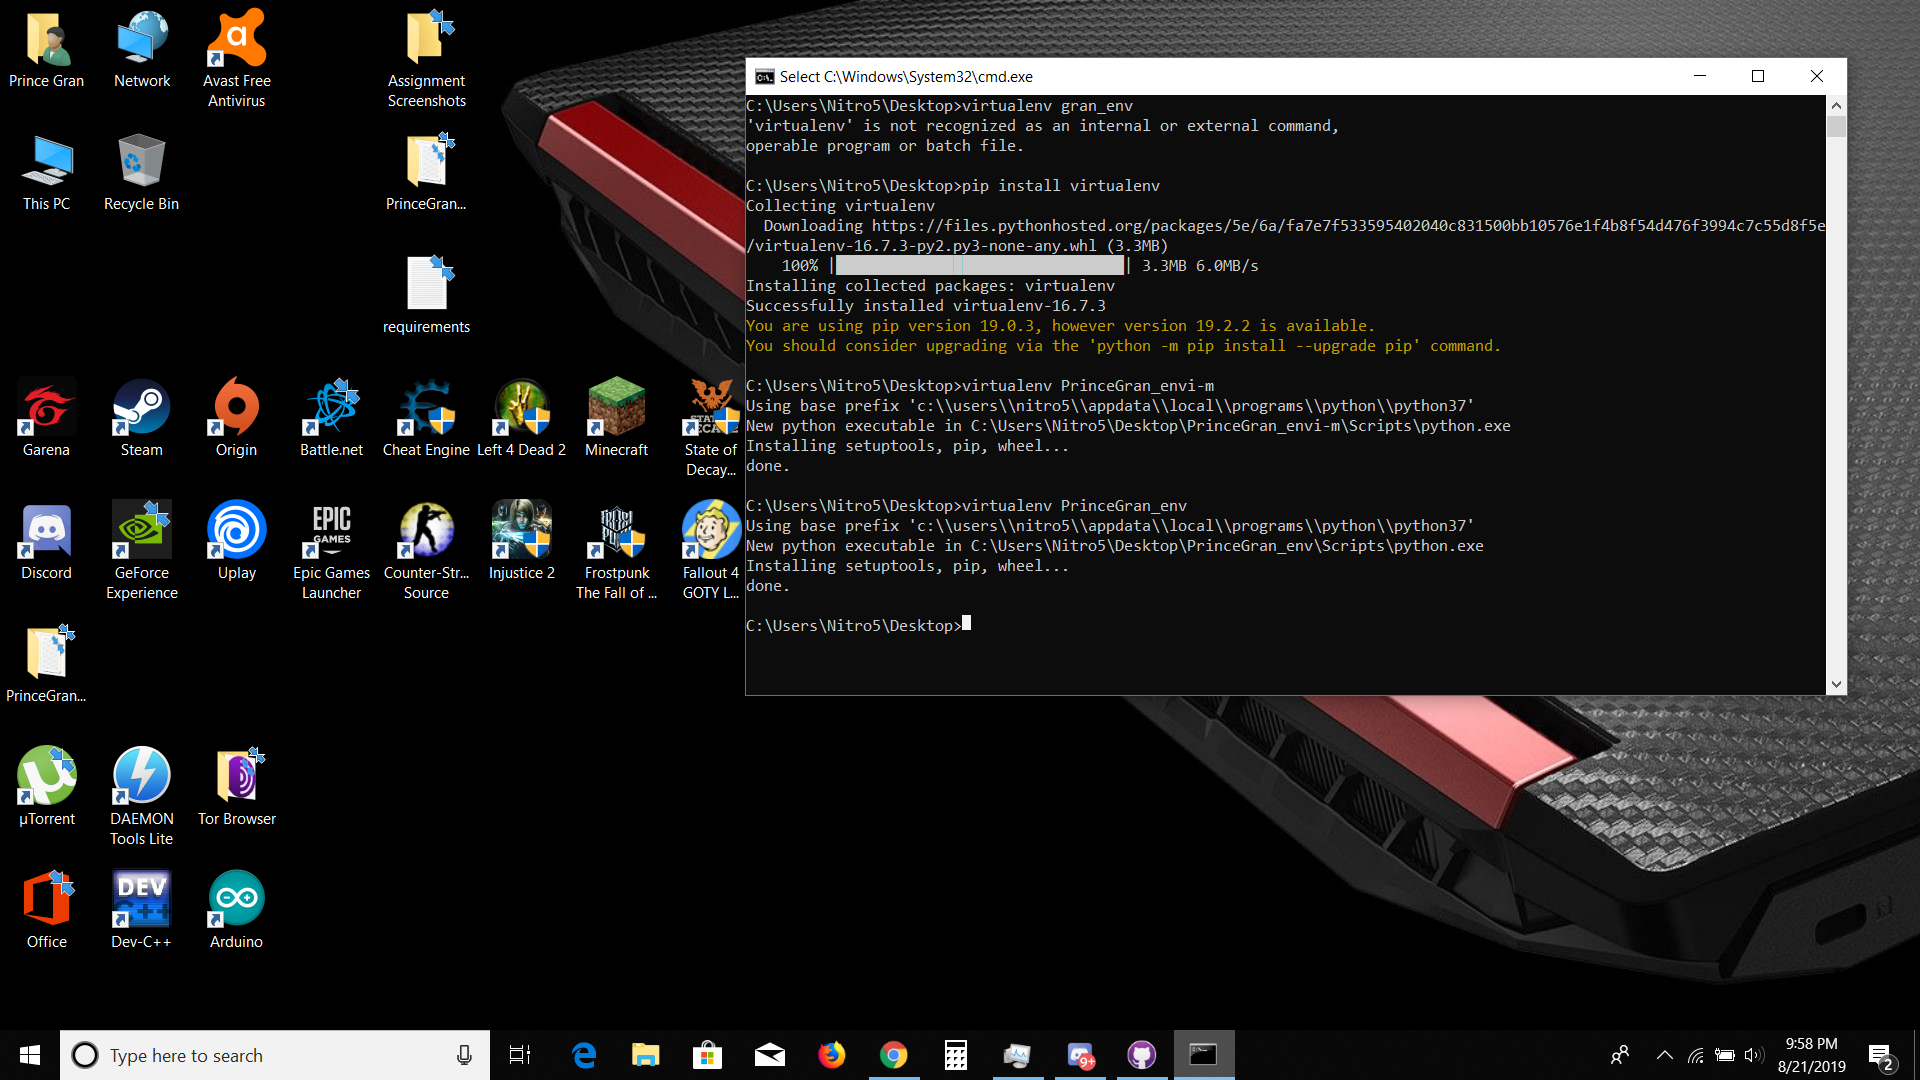 Prince Gran
Network
Avast Free
Antivirus
Assignment
Screenshots
This PC
Recycle Bin
PrinceGran...
requirements
Garena
Steam
Origin
Battle.net
Cheat Engine
Left 4 Dead 2
Minecraft
State of
Decay...
Discord
GeForce
Experience
Uplay
EPIC
GAMES
Epic Games
Launcher
Counter-Str...
Source
Injustice 2
Frostpunk
The Fall of ...
Fallout 4
GOTY L...
PrinceGran...
µTorrent
DAEMON
Tools Lite
Tor Browser
Office
DEV
C++
Dev-C++
Arduino
Select C:\Windows\System32\cmd.exe
C:\Users\Nitro5\Desktop>virtualenv gran_env
'virtualenv' is not recognized as an internal or external command,
operable program or batch file.
C:\Users\Nitro5\Desktop>pip install virtualenv
Collecting virtualenv
Downloading https://files.pythonhosted.org/packages/5e/6a/fa7e7f533595402040c831500bb10576e1f4b8f54d476f3994c7c55d8f5e
/virtualenv-16.7.3-py2.py3-none-any.whl (3.3MB)
100% | | 3.3MB 6.0MB/s
Installing collected packages: virtualenv
Successfully installed virtualenv-16.7.3
You are using pip version 19.0.3, however version 19.2.2 is available.
You should consider upgrading via the 'python -m pip install --upgrade pip' command.
C:\Users\Nitro5\Desktop>virtualenv PrinceGran_envi-m
Using base prefix 'c:\\users\\nitro5\\appdata\\local\\programs\\python\\python37'
New python executable in C:\Users\Nitro5\Desktop\PrinceGran_envi-m\Scripts\python.exe
Installing setuptools, pip, wheel...
done.
C:\Users\Nitro5\Desktop>virtualenv PrinceGran_env
Using base prefix 'c:\\users\\nitro5\\appdata\\local\\programs\\python\\python37'
New python executable in C:\Users\Nitro5\Desktop\PrinceGran_env\Scripts\python.exe
Installing setuptools, pip, wheel...
done.
C:\Users\Nitro5\Desktop>
Type here to search
9+
9:58 PM
8/21/2019
2